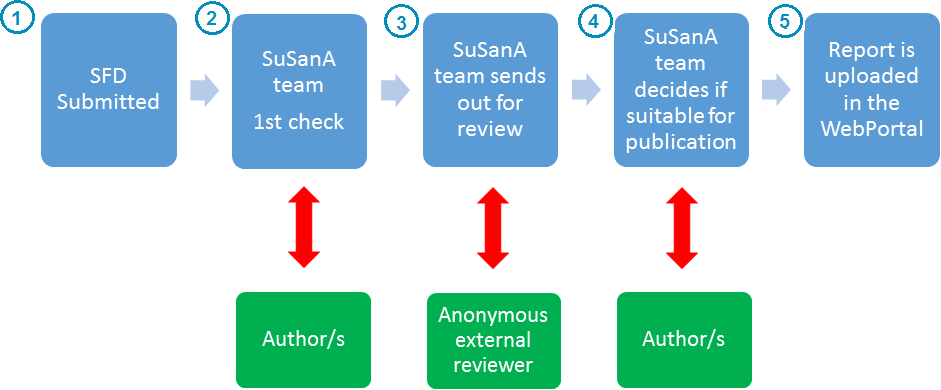 1
SFD
Submitted
2
SuSanA
team
1st check
3
SuSanA
team sends
out for
review
4
SuSanA
team
decides if
suitable for
publication
5
Report is
uploaded
in the
WebPortal
Author/s
Anonymous
external
reviewer
Author/s